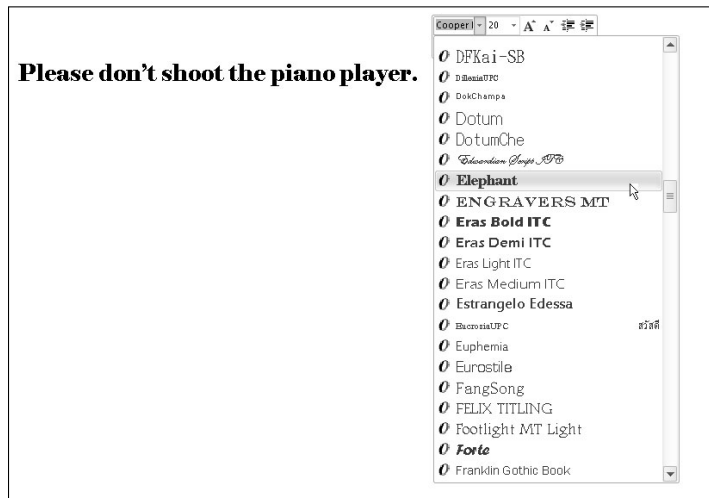 Cooper 20
Please don't shoot the piano player.
DFKai-SB
DilleniaUPC
DokChampa
Dotum
DotumChe
Edwardian Script ITC
Elephant
ENGRAVERS MT
Eras Bold ITC
Eras Demi ITC
Eras Light ITC
Eras Medium ITC
Estrangelo Edessa
EucrosiaUPC สวัสดี
Euphemia
Eurostile
FangSong
FELIX TITLING
Footlight MT Light
Forte
Franklin Gothic Book